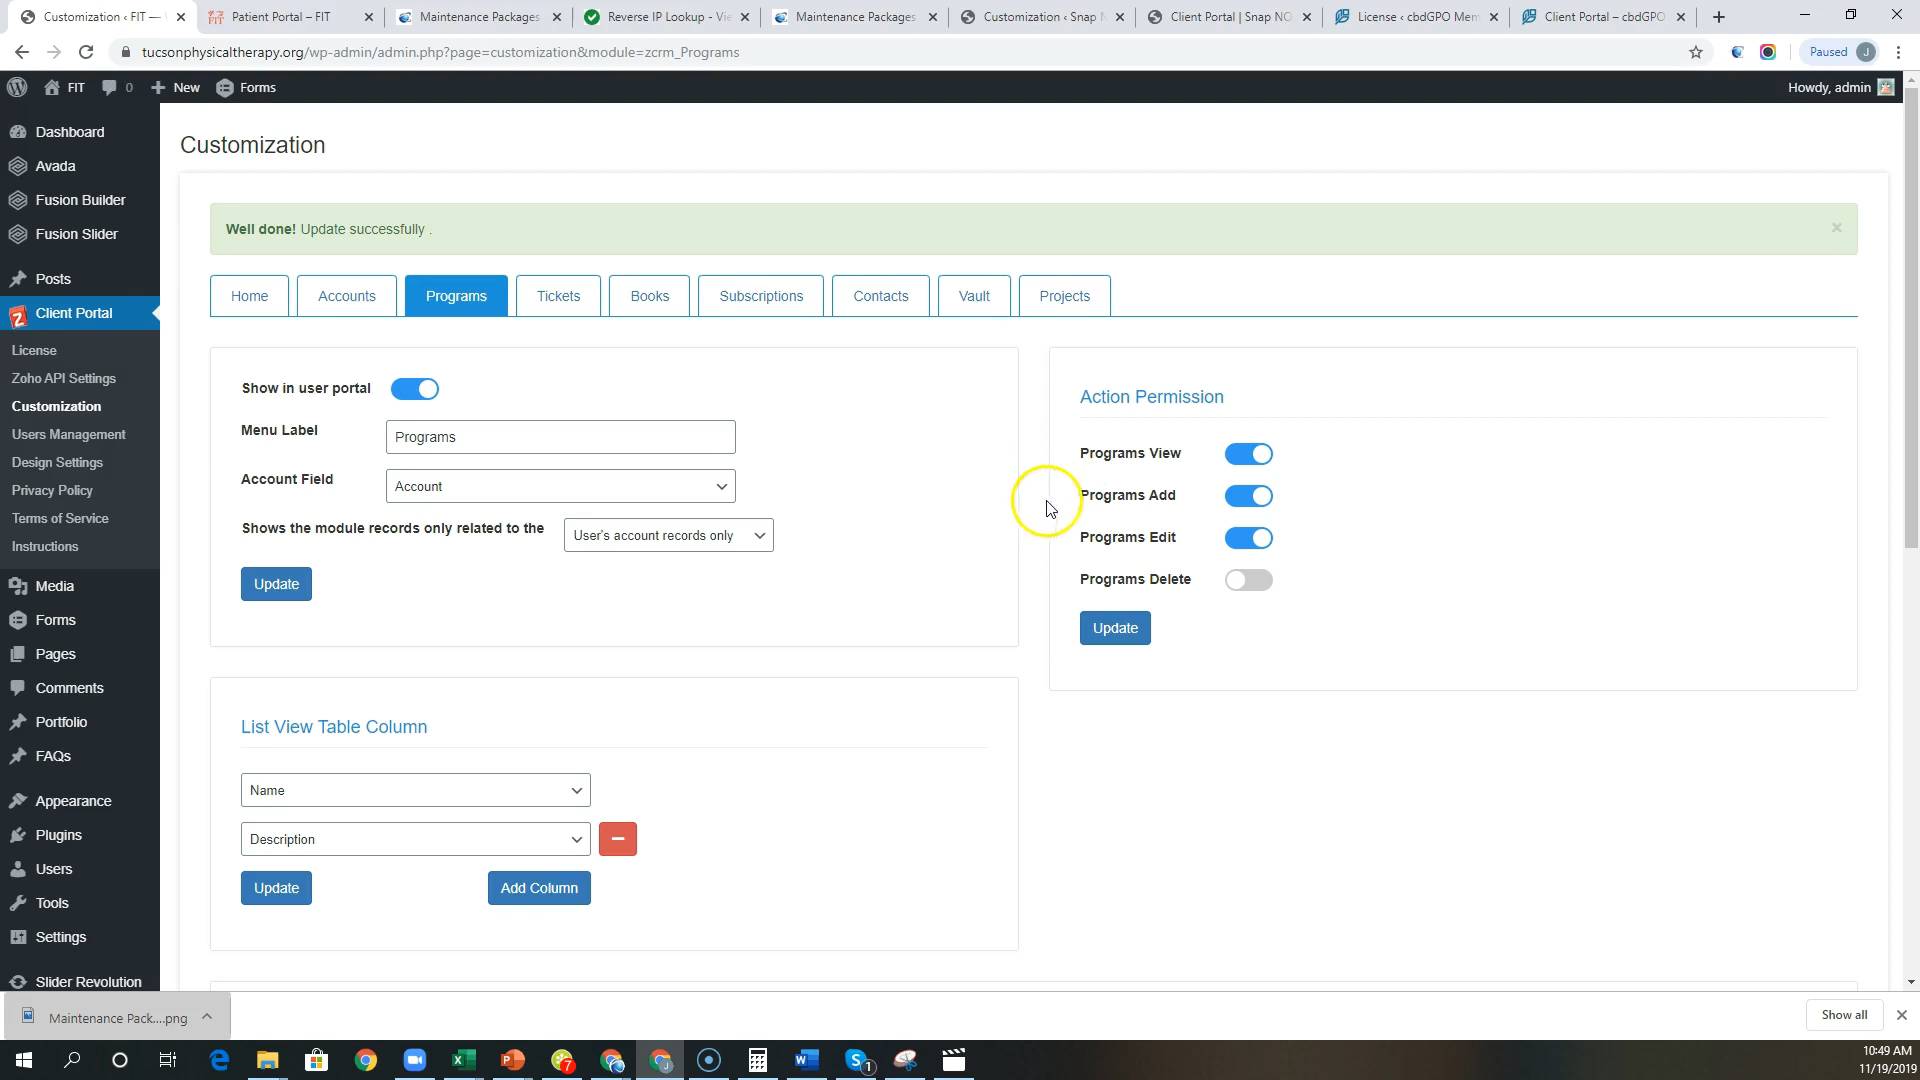 Customization ‹ FIT —
Patient Portal – FIT
Maintenance Packages
Reverse IP Lookup - Vie
Maintenance Packages
Customization ‹ Snap N
Client Portal | Snap NO
License ‹ cbdGPO Mem
Client Portal – cbdGPO
tucsonphysicaltherapy.org/wp-admin/admin.php?page=customization&module=zcrm_Programs
Paused J
FIT 0 New Forms
Howdy, admin
Dashboard
Avada
Fusion Builder
Fusion Slider
Posts
Client Portal
License
Zoho API Settings
Customization
Users Management
Design Settings
Privacy Policy
Terms of Service
Instructions
Media
Forms
Pages
Comments
Portfolio
FAQs
Appearance
Plugins
Users
Tools
Settings
Slider Revolution
Customization
Well done! Update successfully .
×
Home Accounts Programs Tickets Books Subscriptions Contacts Vault Projects
Show in user portal
Menu Label Programs
Account Field Account
Shows the module records only related to the User's account records only
Update
Action Permission
Programs View
Programs Add
Programs Edit
Programs Delete
Update
List View Table Column
Name
Description
Update Add Column
Maintenance Pack....png
Show all
7
J
1
10:49 AM
11/19/2019